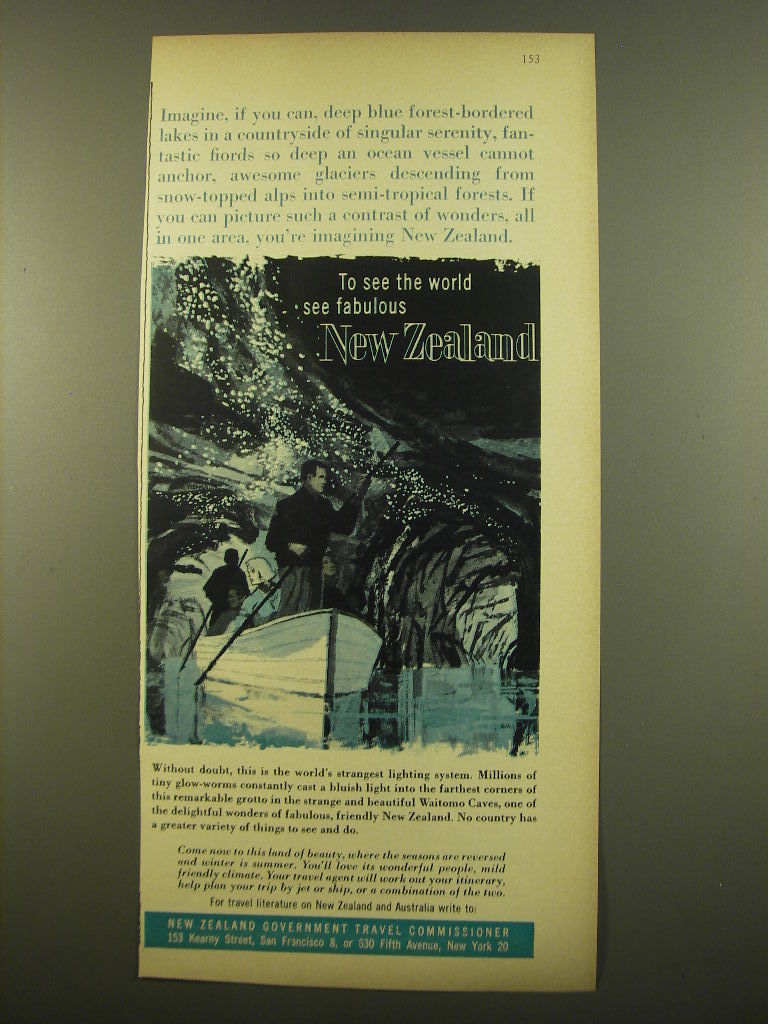 153
Imagine, if you can, deep blue forest-bordered
lakes in a countryside of singular serenity, fan-
tastic fiords so deep an ocean vessel cannot
anchor, awesome glaciers descending from
snow-topped alps into semi-tropical forests. If
you can picture such a contrast of wonders, all
in one area, you're imagining New Zealand.
To see the world
see fabulous
New Zealand
Without doubt, this is the world's strangest lighting system. Millions of
tiny glow-worms constantly cast a bluish light into the farthest corners of
this remarkable grotto in the strange and beautiful Waitomo Caves, one of
the delightful wonders of fabulous, friendly New Zealand. No country has
a greater variety of things to see and do.
Come now to this land of beauty, where the seasons are reversed
and winter is summer. You'll love its wonderful people, mild
friendly climate. Your travel agent will work out your itinerary,
help plan your trip by jet or ship, or a combination of the two.
For travel literature on New Zealand and Australia write to:
NEW ZEALAND GOVERNMENT TRAVEL COMMISSIONER
153 Kearny Street, San Francisco 8, or 630 Fifth Avenue, New York 20